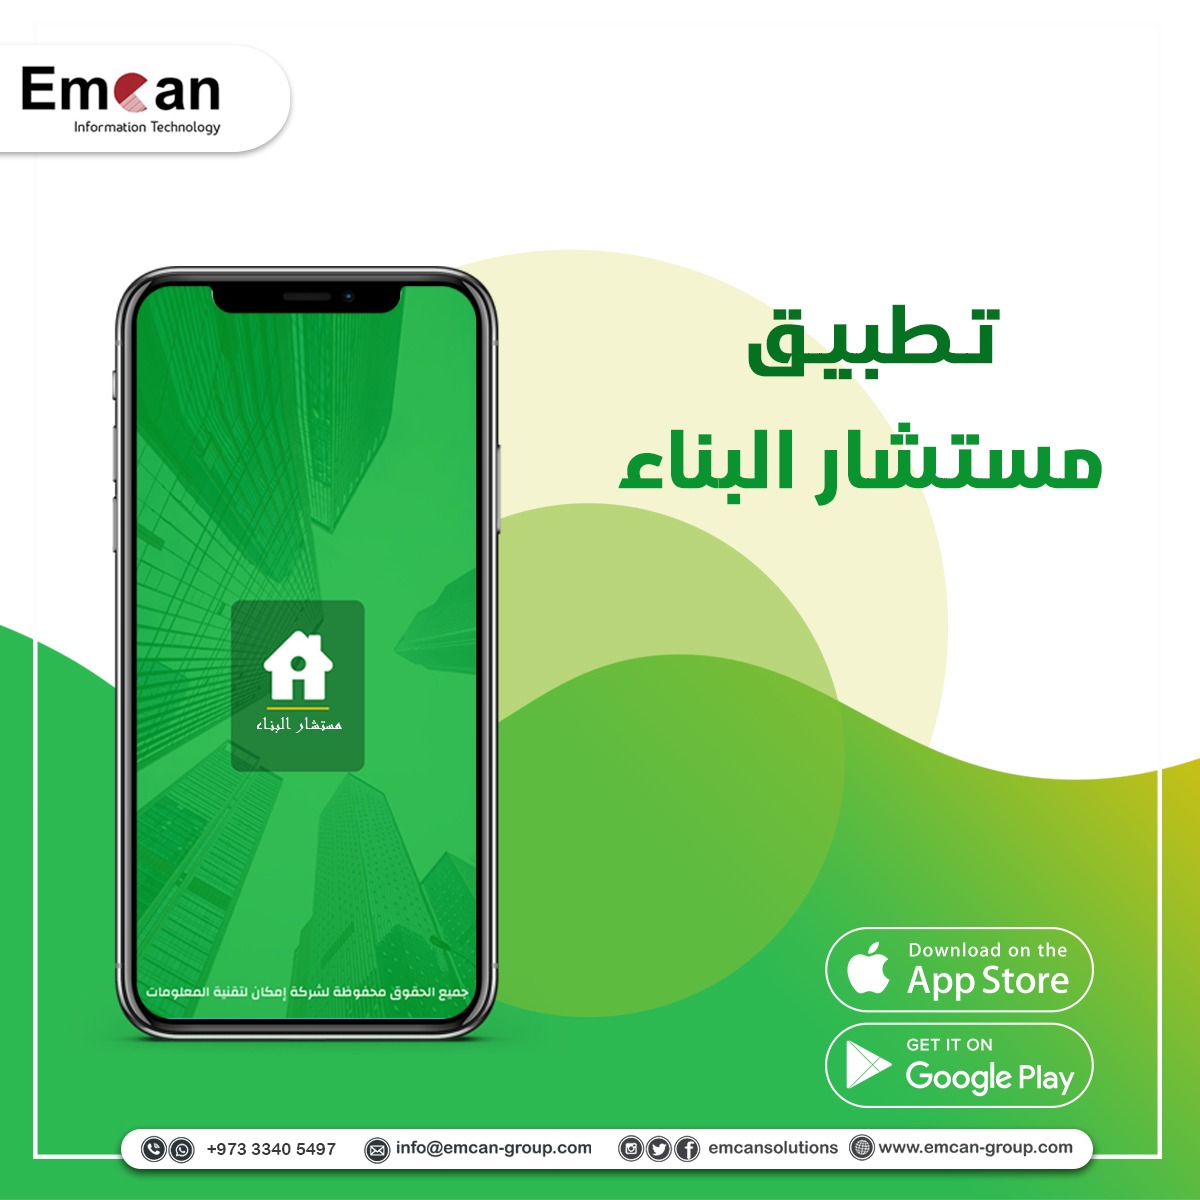 Emcan
Information Technology
تطبيق
مستشار البناء
مستشار البناء
جميع الحقوق محفوظة لشركة إمكان لتقنية المعلومات
Download on the
App Store
GET IT ON
Google Play
+973 3340 5497 info@emcan-group.com emcansolutions www.emcan-group.com